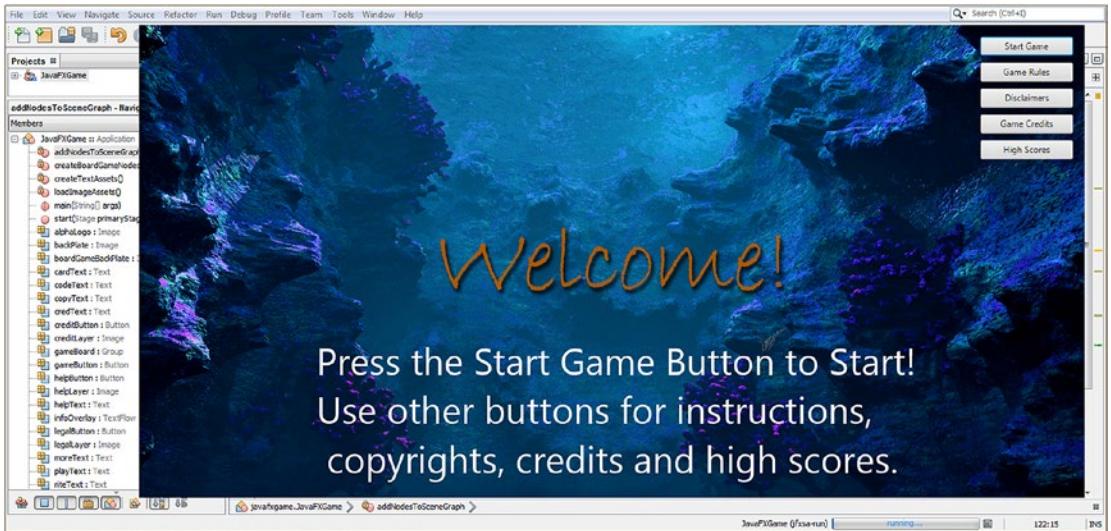 File Edit View Navigate Source Refactor Run Debug Profile Team Tools Window Help
Search (Ctrl+I)
Projects
JavaFXGame
addNodesToSceneGraph - Navig
Members
JavaFXGame :: Application
addNodesToSceneGraph
createBoardGameNodes
createTextAssets()
loadImageAssets()
main(String[] args)
start(Stage primaryStag
alphaLogo : Image
backPlate : Image
boardGameBackPlate : I
cardText : Text
codeText : Text
copyText : Text
credText : Text
creditButton : Button
creditLayer : Image
gameBoard : Group
gameButton : Button
helpButton : Button
helpLayer : Image
helpText : Text
infoOverlay : TextFlow
legalButton : Button
legalLayer : Image
moreText : Text
playText : Text
riteText : Text
Start Game
Game Rules
Disclaimers
Game Credits
High Scores
Welcome!
Press the Start Game Button to Start!
Use other buttons for instructions,
copyrights, credits and high scores.
javafxgame.JavaFXGame addNodesToSceneGraph
JavaFXGame (jfxsa-run) running... 122:15 INS